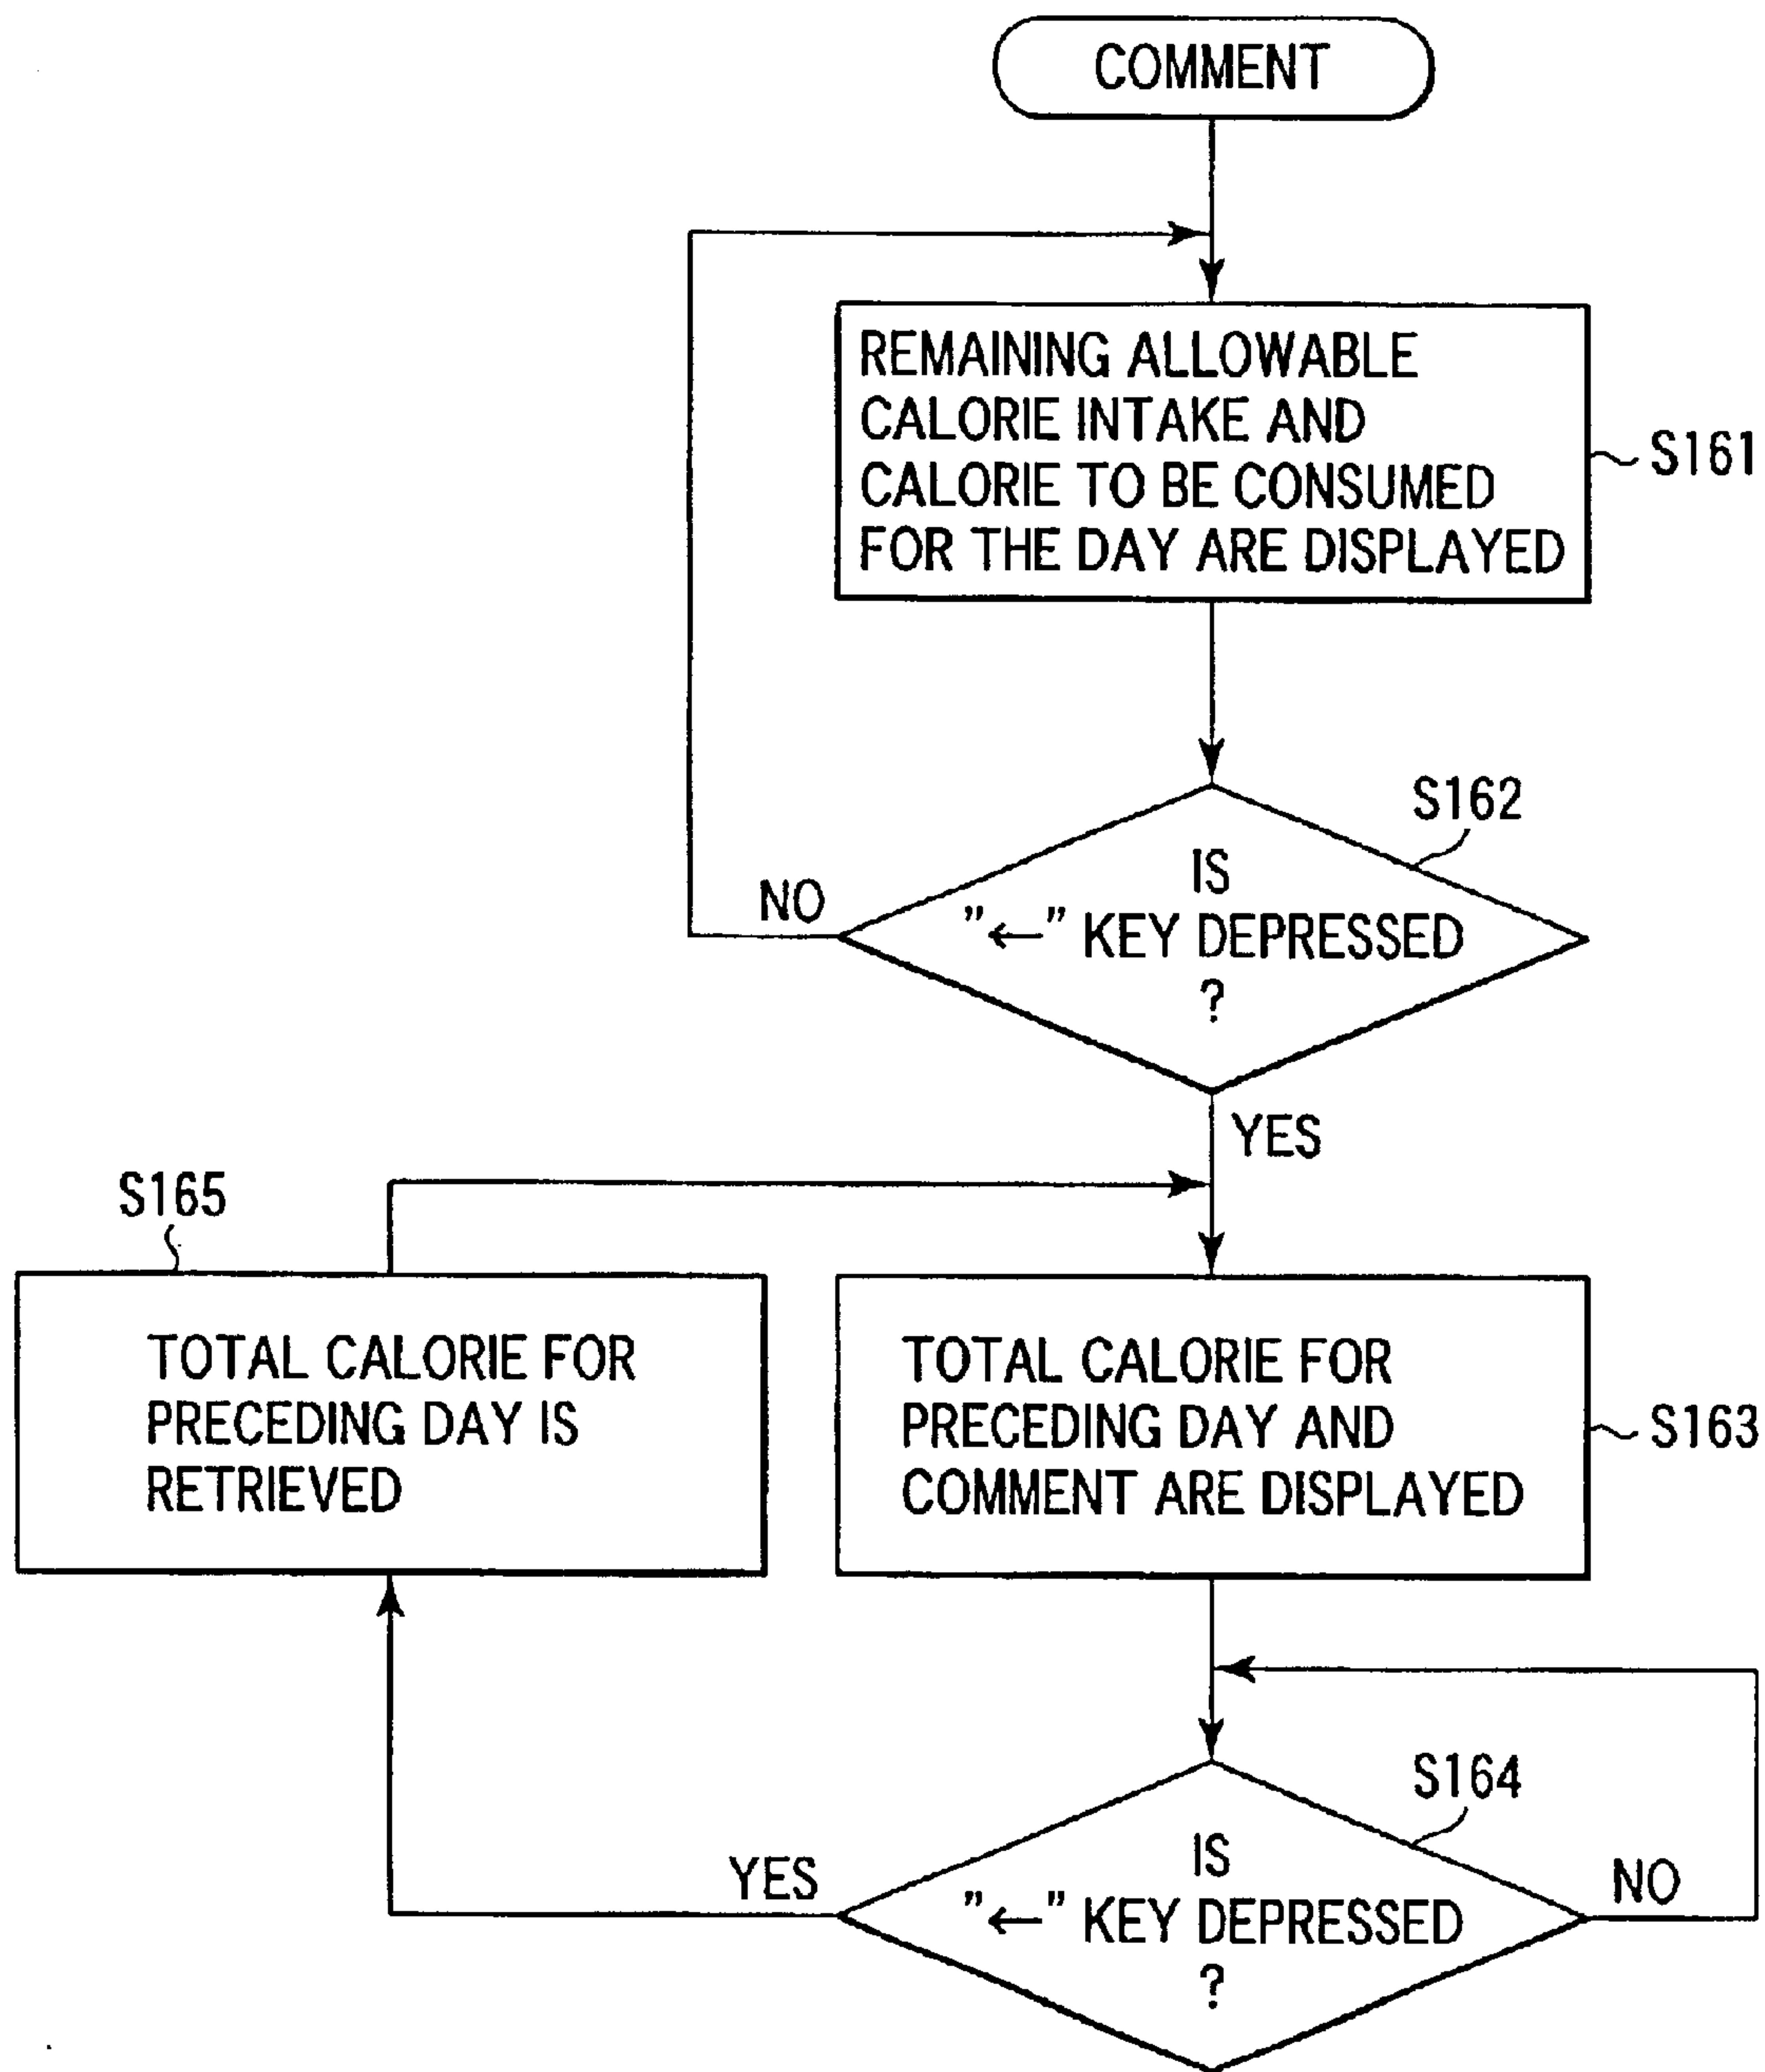 COMMENT
REMAINING ALLOWABLE
CALORIE INTAKE AND
CALORIE TO BE CONSUMED
FOR THE DAY ARE DISPLAYED
S161
S162
IS
"←" KEY DEPRESSED
?
NO
YES
S165
TOTAL CALORIE FOR
PRECEDING DAY IS
RETRIEVED
TOTAL CALORIE FOR
PRECEDING DAY AND
COMMENT ARE DISPLAYED
S163
S164
IS
"←" KEY DEPRESSED
?
YES
NO